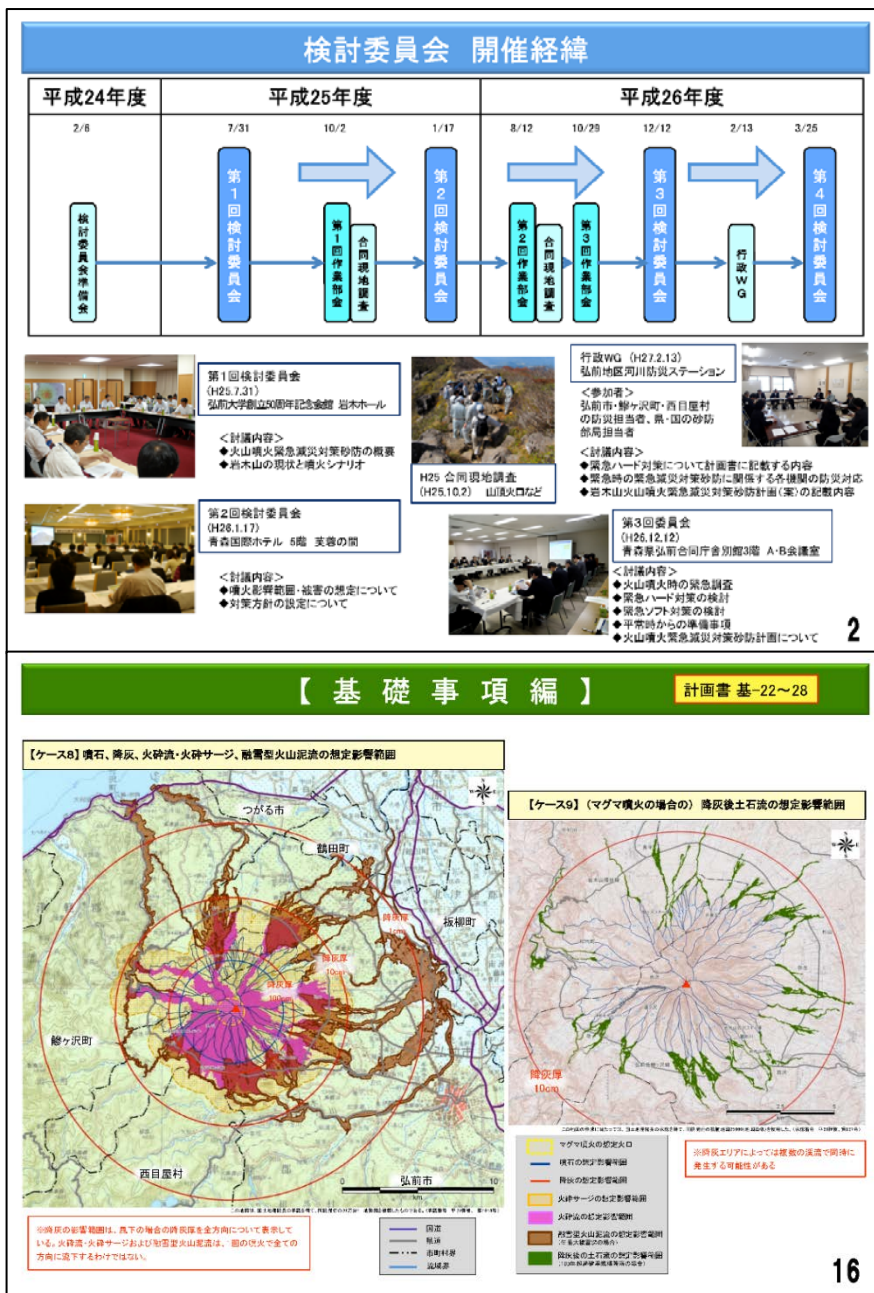 検討委員会 開催経緯
平成24年度
平成25年度
平成26年度
2/6
7/31
10/2
1/17
8/12
10/29
12/12
2/13
3/25
検討委員会準備会
第1回検討委員会
第1回作業部会
合同現地調査
第2回検討委員会
第2回作業部会
合同現地調査
第3回作業部会
第3回検討委員会
行政WG
第4回検討委員会
第1回検討委員会
(H25.7.31)
弘前大学創立50周年記念会館 岩木ホール
＜討議内容＞
◆火山噴火緊急減災対策砂防の概要
◆岩木山の現状と噴火シナリオ
H25 合同現地調査
(H25.10.2) 山頂火口など
行政WG (H27.2.13)
弘前地区河川防災ステーション
＜参加者＞
弘前市・鰺ヶ沢町・西目屋村
の防災担当者、県・国の砂防
部局担当者
＜討議内容＞
◆緊急ハード対策について計画書に記載する内容
◆緊急時の緊急減災対策砂防に関係する各機関の防災対応
◆岩木山火山噴火緊急減災対策砂防計画(案)の記載内容
第2回検討委員会
(H26.1.17)
青森国際ホテル 5階 芙蓉の間
＜討議内容＞
◆噴火影響範囲・被害の想定について
◆対策方針の設定について
第3回委員会
(H26.12.12)
青森県弘前合同庁舎別館3階 A・B会議室
＜討議内容＞
◆火山噴火時の緊急調査
◆緊急ハード対策の検討
◆緊急ソフト対策の検討
◆平常時からの準備事項
◆火山噴火緊急減災対策砂防計画について
2
【 基 礎 事 項 編 】
計画書 基-22～28
【ケース8】噴石、降灰、火砕流・火砕サージ、融雪型火山泥流の想定影響範囲
つがる市
鶴田町
板柳町
降灰厚
1cm
降灰厚
10cm
降灰厚
100cm
鰺ヶ沢町
西目屋村
弘前市
0
10
km
※降灰の影響範囲は、風下の場合の降灰厚を全方向について表示して
いる。火砕流・火砕サージおよび融雪型火山泥流は、一回の噴火で全ての
方向に流下するわけではない。
国道
県道
市町村界
流域界
【ケース9】（マグマ噴火の場合の） 降灰後土石流の想定影響範囲
降灰厚
10cm
マグマ噴火の想定火口
噴石の想定影響範囲
降灰の想定影響範囲
火砕サージの想定影響範囲
火砕流の想定影響範囲
融雪型火山泥流の想定影響範囲
降灰後の土石流の想定影響範囲
※降灰エリアによっては複数の渓流で同時に
発生する可能性がある
16